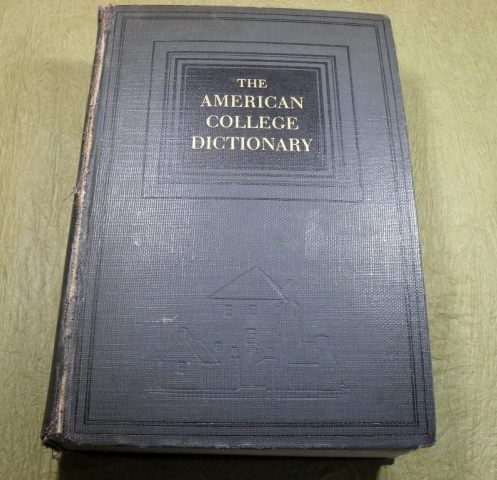 THE
AMERICAN
COLLEGE
DICTIONARY